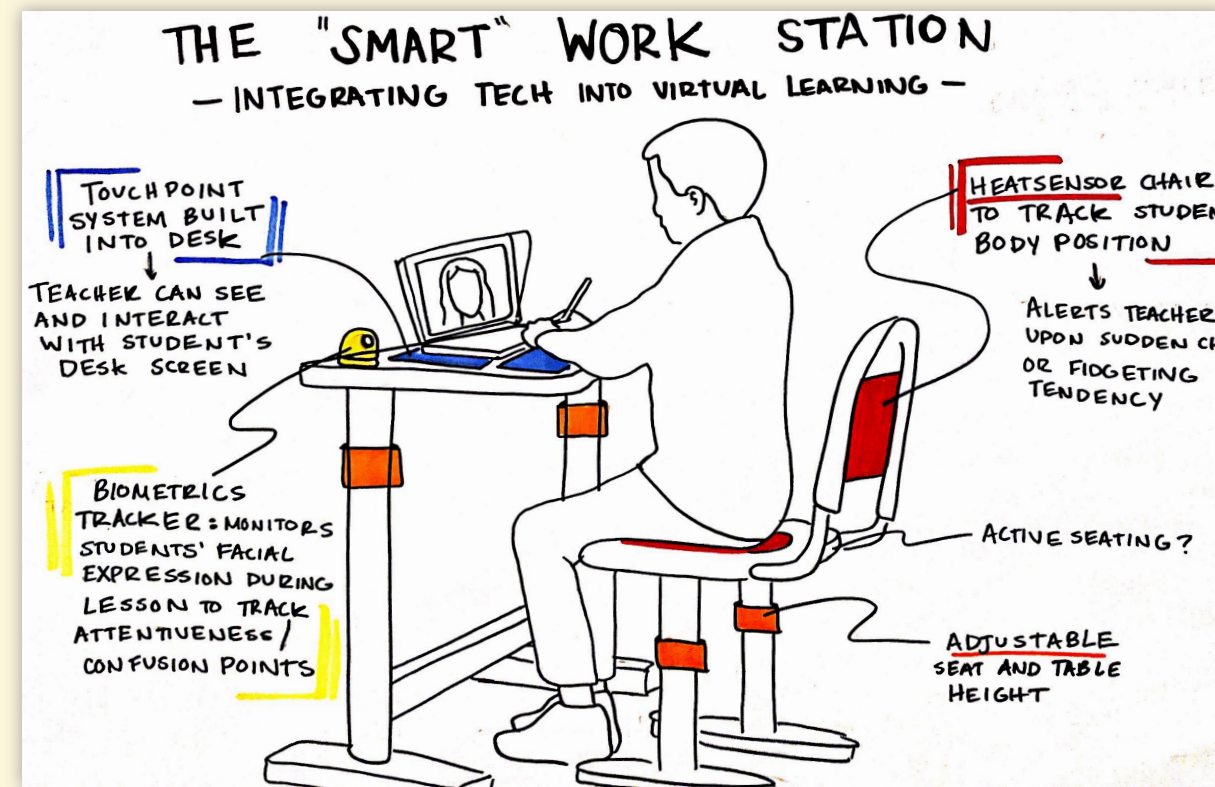 THE "SMART" WORK STATION
— INTEGRATING TECH INTO VIRTUAL LEARNING —
TOUCHPOINT
SYSTEM BUILT
INTO DESK
↓
TEACHER CAN SEE
AND INTERACT
WITH STUDENT'S
DESK SCREEN
BIOMETRICS
TRACKER: MONITORS
STUDENTS' FACIAL
EXPRESSION DURING
LESSON TO TRACK
ATTENTIVENESS/
CONFUSION POINTS
HEATSENSOR CHAIR
TO TRACK
BODY POSITION
↓
ALERTS TEACHER
UPON SUDDEN
OR FIDGETING
TENDENCY
ACTIVE SEATING?
ADJUSTABLE
SEAT AND TABLE
HEIGHT